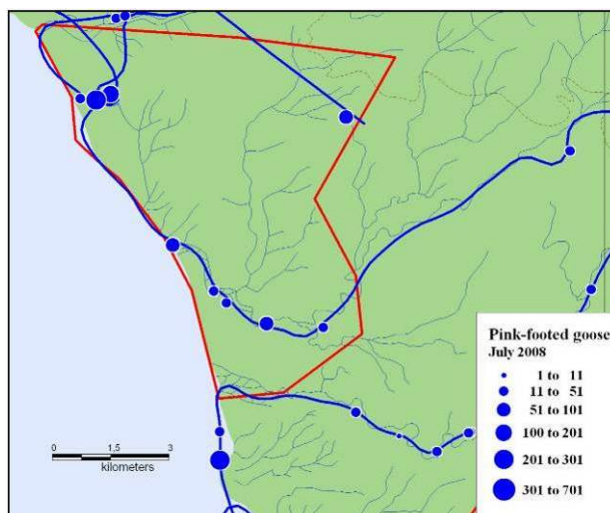 Pink-footed goose
July 2008
1 to 11
11 to 51
51 to 101
100 to 201
201 to 301
301 to 701
0 1.5 3
kilometers